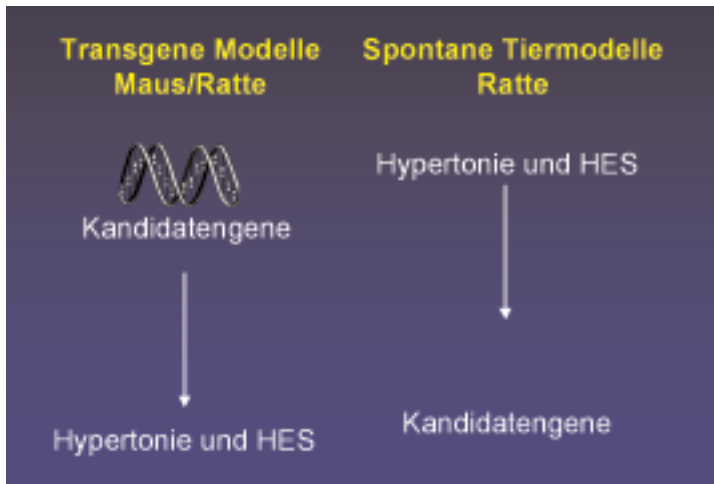 Transgene Modelle
Maus/Ratte
Kandidatengene
Hypertonie und HES
Spontane Tiermodelle
Ratte
Hypertonie und HES
Kandidatengene